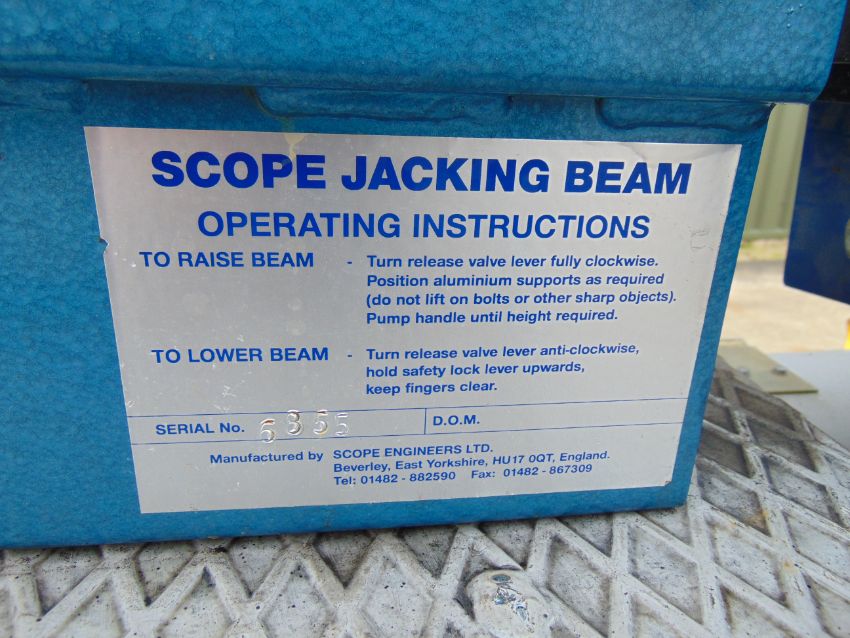 SCOPE JACKING BEAM
OPERATING INSTRUCTIONS
TO RAISE BEAM - Turn release valve lever fully clockwise.
Position aluminium supports as required
(do not lift on bolts or other sharp objects).
Pump handle until height required.
TO LOWER BEAM - Turn release valve lever anti-clockwise,
hold safety lock lever upwards,
keep fingers clear.
SERIAL No. 6355 D.O.M.
Manufactured by SCOPE ENGINEERS LTD.
Beverley, East Yorkshire, HU17 0QT, England.
Tel: 01482 - 882590 Fax: 01482 - 867309